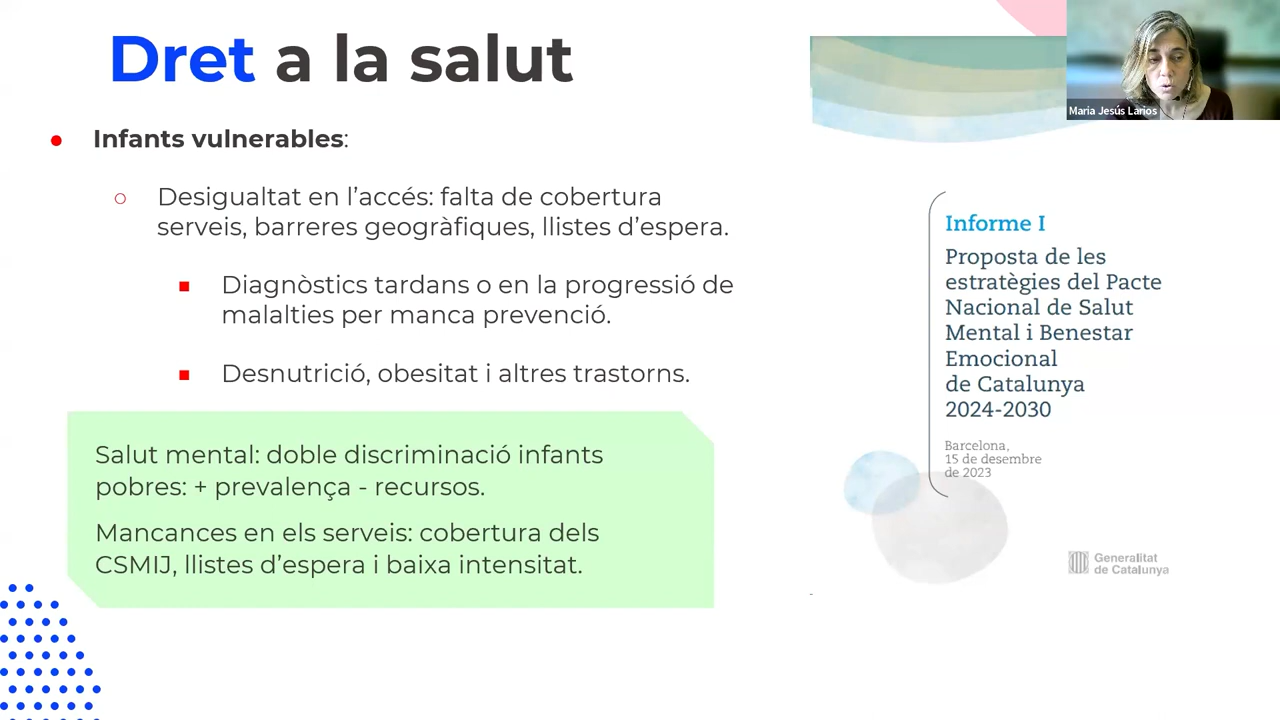 Dret a la salut
Infants vulnerables:
Desigualtat en l’accés: falta de cobertura
serveis, barreres geogràfiques, llistes d’espera.
Diagnòstics tardans o en la progressió de
malalties per manca prevenció.
Desnutrició, obesitat i altres trastorns.
Salut mental: doble discriminació infants
pobres: + prevalença - recursos.
Mancances en els serveis: cobertura dels
CSMIJ, llistes d’espera i baixa intensitat.
Maria Jesús Larios
Informe I
Proposta de les
estratègies del Pacte
Nacional de Salut
Mental i Benestar
Emocional
de Catalunya
2024-2030
Barcelona,
15 de desembre
de 2023
Generalitat
de Catalunya